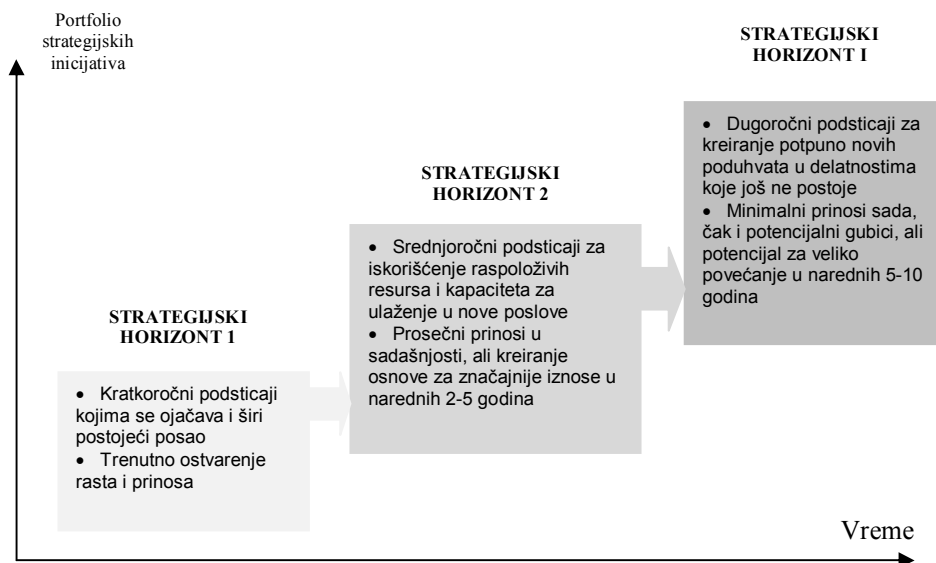 Portfolio
strategijskih
inicijativa
STRATEGIJSKI
HORIZONT I
• Dugoročni podsticaji za
kreiranje potpuno novih
poduhvata u delatnostima
koje još ne postoje
• Minimalni prinosi sada,
čak i potencijalni gubici, ali
potencijal za veliko
povećanje u narednih 5-10
godina
STRATEGIJSKI
HORIZONT 2
• Srednjoročni podsticaji za
iskorišćenje raspoloživih
resursa i kapaciteta za
ulaženje u nove poslove
• Prosečni prinosi u
sadašnjosti, ali kreiranje
osnove za značajnije iznose u
narednih 2-5 godina
STRATEGIJSKI
HORIZONT 1
• Kratkoročni podsticaji
kojima se ojačava i širi
postojeći posao
• Trenutno ostvarenje
rasta i prinosa
Vreme